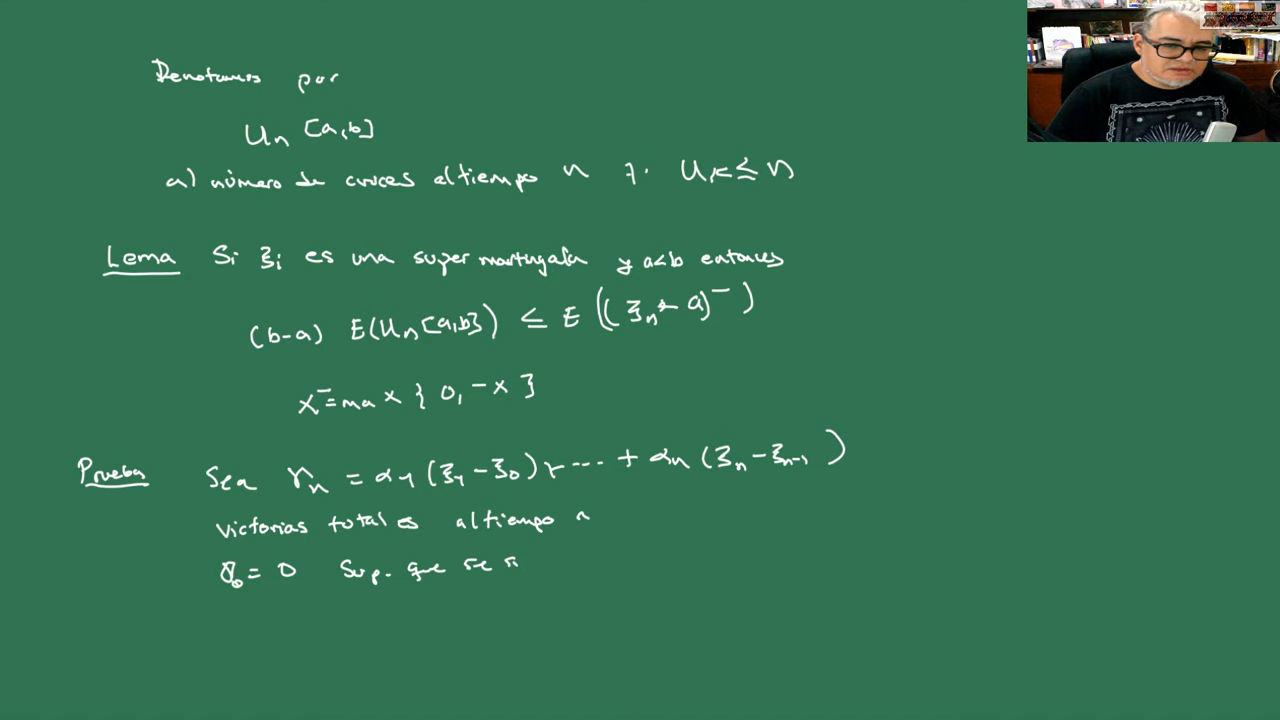 Denotamos por
Un [a,b]
al número de cruces al tiempo n y. Uk ≤ n
Lema Si ξi es una super martingala y a<b entonces
(b-a) E(Un [a,b]) ≤ E ((ξn - a)⁻)
x⁻ = max { 0, -x }
Prueba Sea γn = α1 (ξ1 - ξ0) + ... + αn (ξn - ξn-1)
victorias totales al tiempo n
γ0 = 0 Sup. que se s